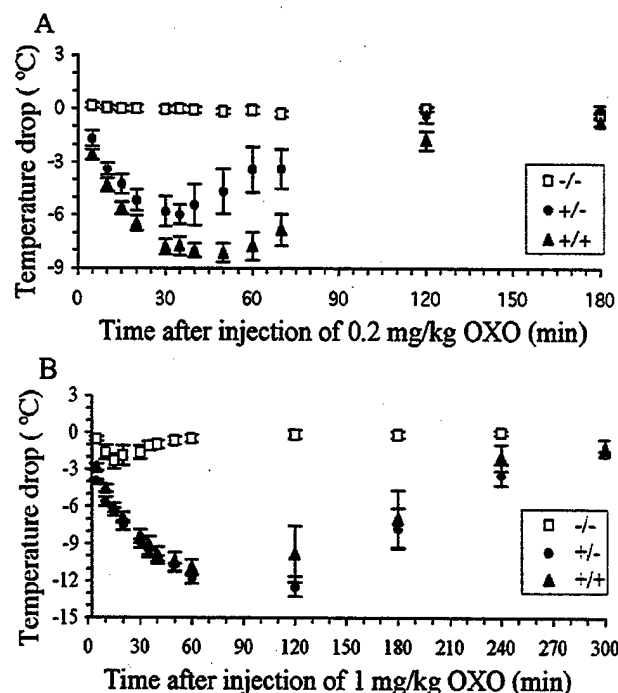 A
Temperature drop ( °C)
3
0
-3
-6
-9
-/-
+/-
+/+
0 30 60 90 120 150 180
Time after injection of 0.2 mg/kg OXO (min)
B
Temperature drop ( °C)
3
0
-3
-6
-9
-12
-15
-/-
+/-
+/+
0 30 60 90 120 150 180 210 240 270 300
Time after injection of 1 mg/kg OXO (min)